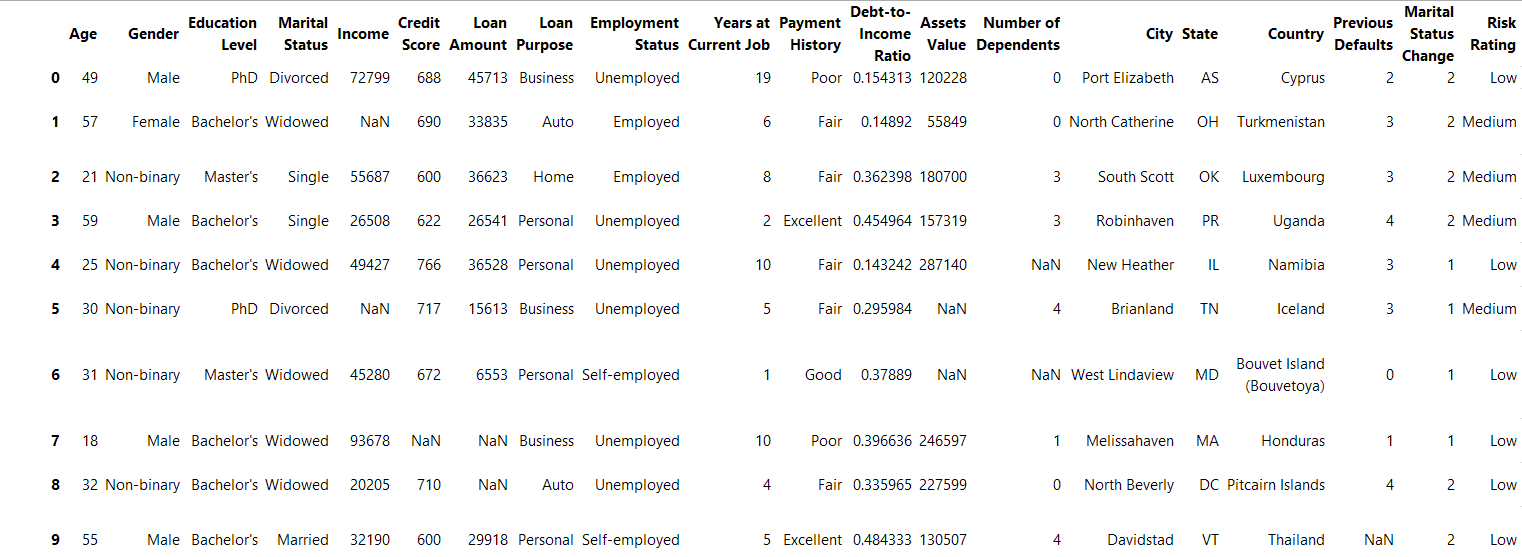 Age Gender Education Level Marital Status Income Credit Score Loan Amount Loan Purpose Employment Status Years at Current Job Payment History Debt-to-Income Ratio Assets Value Number of Dependents City State Country Previous Defaults Marital Status Change Risk Rating
0 49 Male PhD Divorced 72799 688 45713 Business Unemployed 19 Poor 0.154313 120228 0 Port Elizabeth AS Cyprus 2 2 Low
1 57 Female Bachelor's Widowed NaN 690 33835 Auto Employed 6 Fair 0.14892 55849 0 North Catherine OH Turkmenistan 3 2 Medium
2 21 Non-binary Master's Single 55687 600 36623 Home Employed 8 Fair 0.362398 180700 3 South Scott OK Luxembourg 3 2 Medium
3 59 Male Bachelor's Single 26508 622 26541 Personal Unemployed 2 Excellent 0.454964 157319 3 Robinhaven PR Uganda 4 2 Medium
4 25 Non-binary Bachelor's Widowed 49427 766 36528 Personal Unemployed 10 Fair 0.143242 287140 NaN New Heather IL Namibia 3 1 Low
5 30 Non-binary PhD Divorced NaN 717 15613 Business Unemployed 5 Fair 0.295984 NaN 4 Brianland TN Iceland 3 1 Medium
6 31 Non-binary Master's Widowed 45280 672 6553 Personal Self-employed 1 Good 0.37889 NaN NaN West Lindaview MD Bouvet Island (Bouvetoya) 0 1 Low
7 18 Male Bachelor's Widowed 93678 NaN NaN Business Unemployed 10 Poor 0.396636 246597 1 Melissahaven MA Honduras 1 1 Low
8 32 Non-binary Bachelor's Widowed 20205 710 NaN Auto Unemployed 4 Fair 0.335965 227599 0 North Beverly DC Pitcairn Islands 4 2 Low
9 55 Male Bachelor's Married 32190 600 29918 Personal Self-employed 5 Excellent 0.484333 130507 4 Davidstad VT Thailand NaN 2 Low